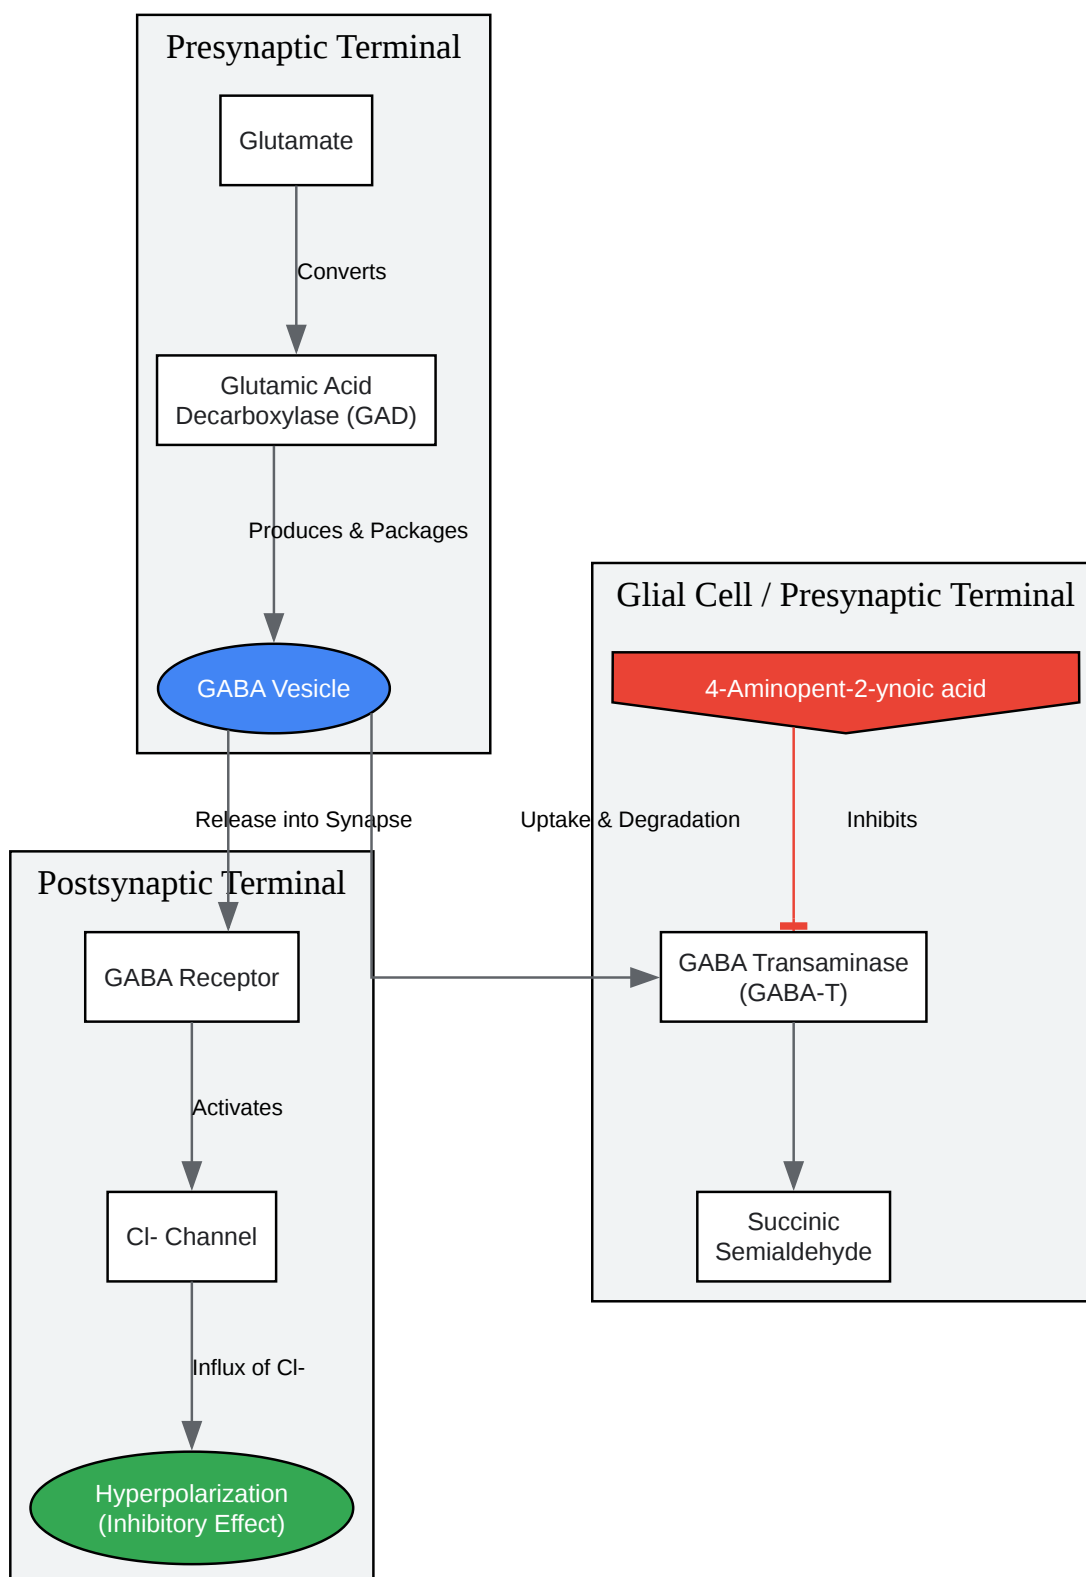 Presynaptic Terminal
Glutamate
Converts
Glutamic Acid
Decarboxylase (GAD)
Produces & Packages
GABA Vesicle
Release into Synapse
Postsynaptic Terminal
GABA Receptor
Activates
Cl- Channel
Influx of Cl-
Hyperpolarization
(Inhibitory Effect)
Glial Cell / Presynaptic Terminal
4-Aminopent-2-ynoic acid
Uptake & Degradation
Inhibits
GABA Transaminase
(GABA-T)
Succinic
Semialdehyde